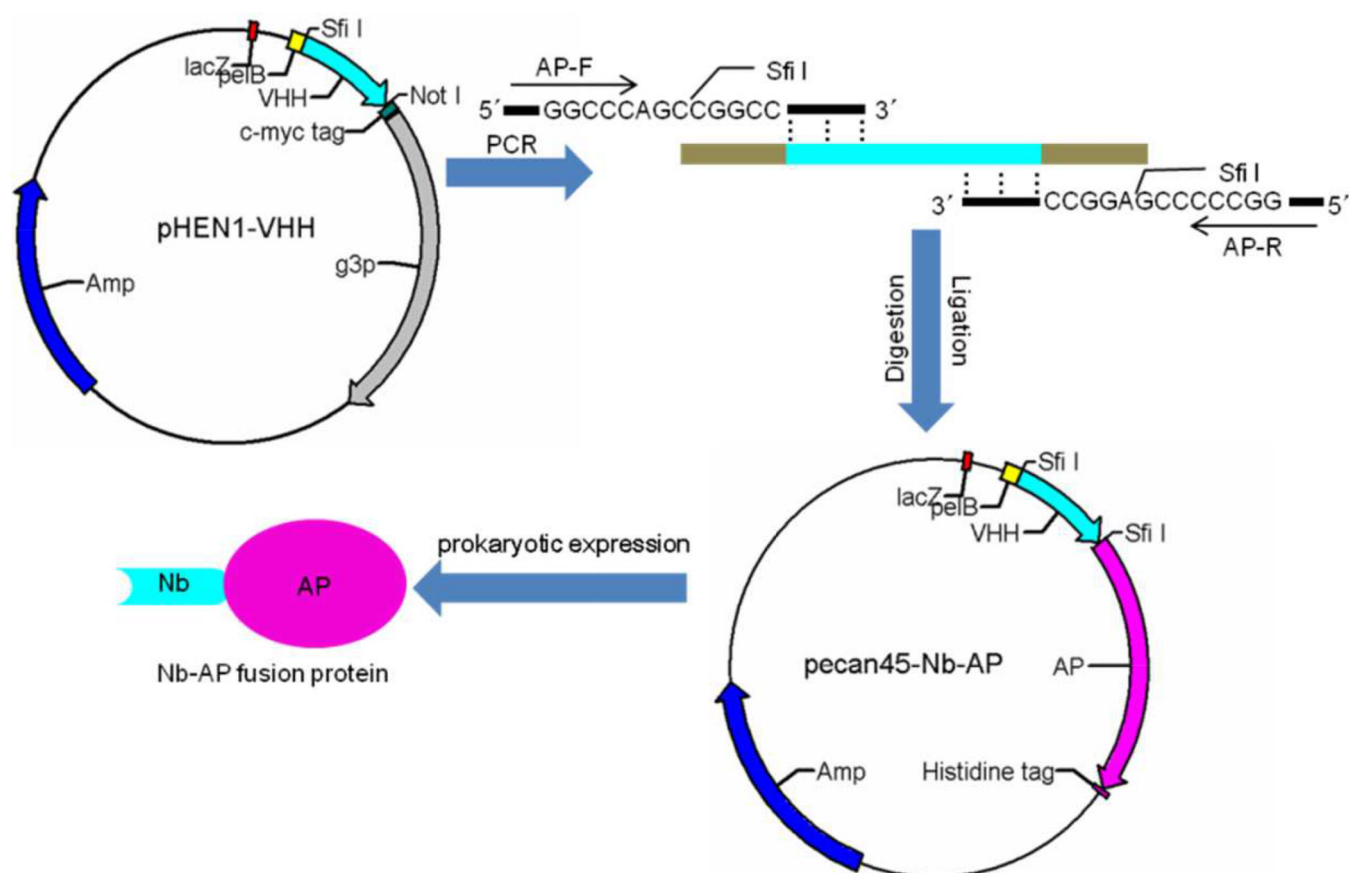 Sfi I
lacZ
pelB
VHH
Not I
c-myc tag
pHEN1-VHH
g3p
Amp
PCR
AP-F
Sfi I
5´ GGCCCAGCCGGCC 3´
Sfi I
3´ CCGGAGCCCCCGG 5´
AP-R
Digestion
Ligation
Sfi I
lacZ
pelB
VHH
Sfi I
pecan45-Nb-AP
AP
Amp
Histidine tag
prokaryotic expression
Nb
AP
Nb-AP fusion protein